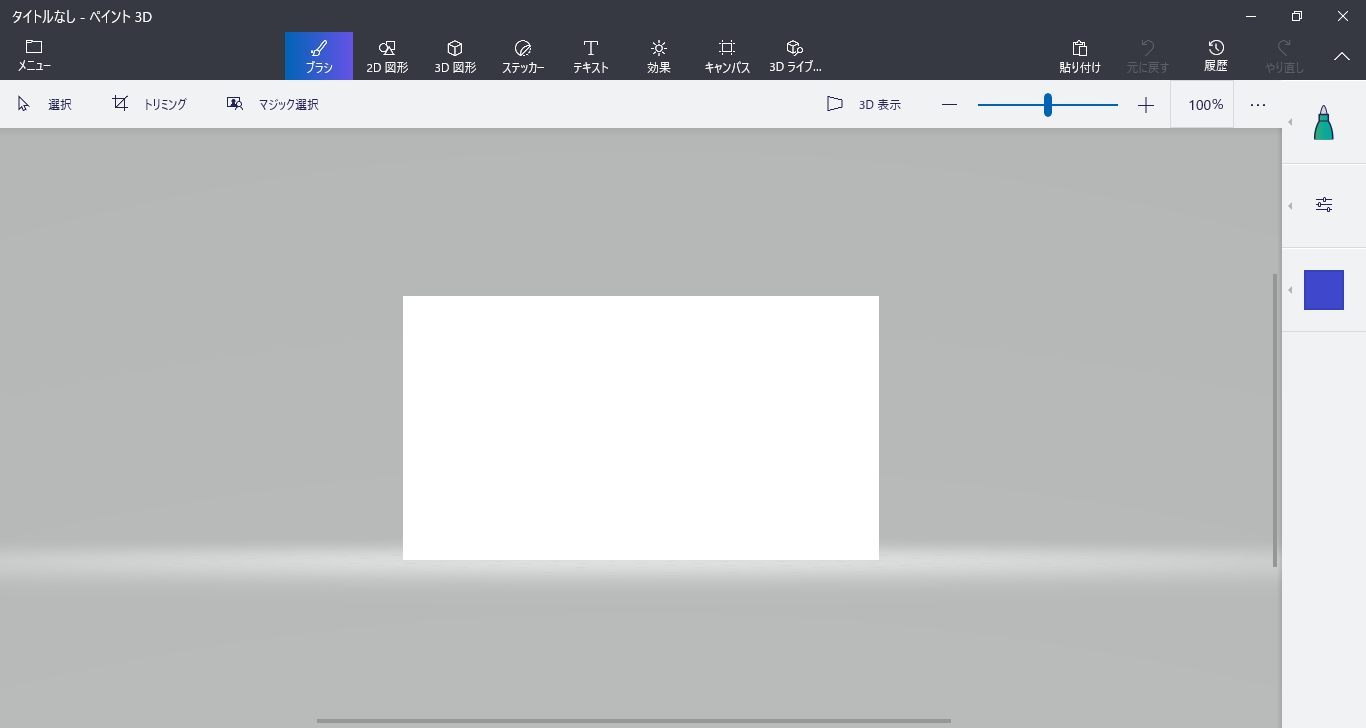 タイトルなし - ペイント 3D
メニュー
ブラシ
2D 図形
3D 図形
ステッカー
テキスト
効果
キャンバス
3D ライブ...
貼り付け
元に戻す
履歴
やり直し
選択
トリミング
マジック選択
3D 表示
100%